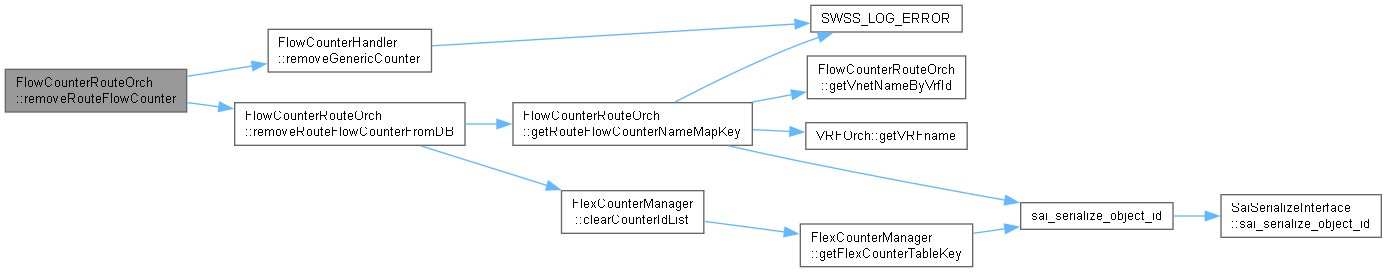 FlowCounterRouteOrch
::removeRouteFlowCounter
FlowCounterHandler
::removeGenericCounter
FlowCounterRouteOrch
::removeRouteFlowCounterFromDB
FlowCounterRouteOrch
::getRouteFlowCounterNameMapKey
FlexCounterManager
::clearCounterIdList
SWSS_LOG_ERROR
FlowCounterRouteOrch
::getVnetNameByVrfId
VRFOrch::getVRFname
FlexCounterManager
::getFlexCounterTableKey
sai_serialize_object_id
SaiSerializeInterface
::sai_serialize_object_id